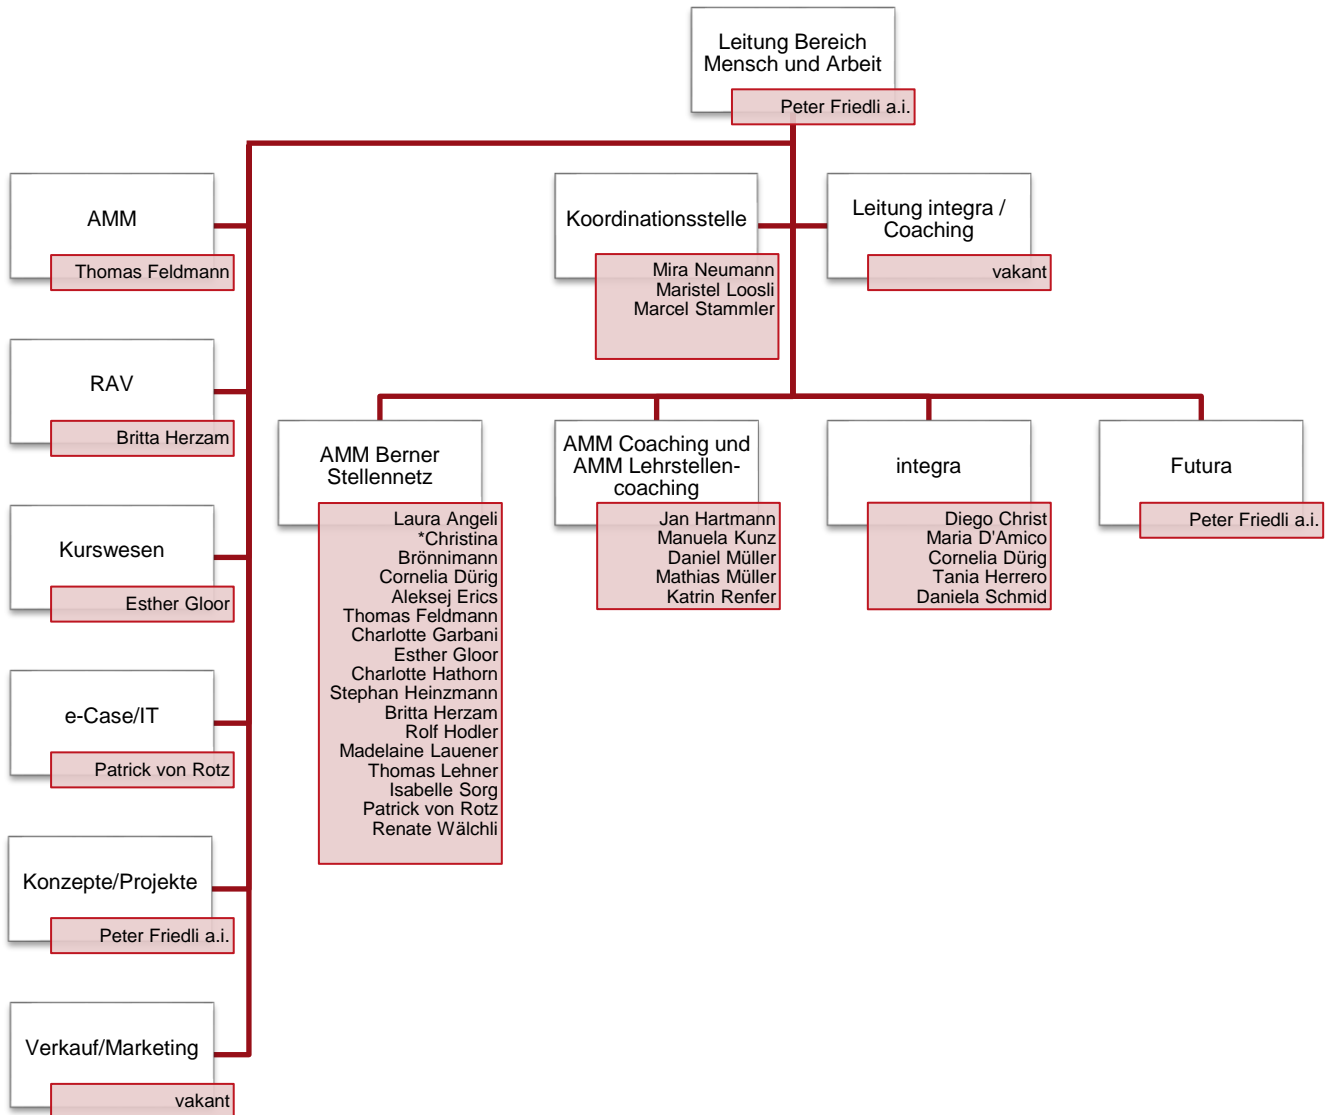 Leitung Bereich
Mensch und Arbeit
Peter Friedli a.i.
AMM
Thomas Feldmann
Koordinationsstelle
Mira Neumann
Maristel Loosli
Marcel Stammler
Leitung integra /
Coaching
vakant
RAV
Britta Herzam
Kurswesen
Esther Gloor
e-Case/IT
Patrick von Rotz
Konzepte/Projekte
Peter Friedli a.i.
Verkauf/Marketing
vakant
AMM Berner
Stellennetz
Laura Angeli
*Christina
Brönnimann
Cornelia Dürig
Aleksej Erics
Thomas Feldmann
Charlotte Garbani
Esther Gloor
Charlotte Hathorn
Stephan Heinzmann
Britta Herzam
Rolf Hodler
Madelaine Lauener
Thomas Lehner
Isabelle Sorg
Patrick von Rotz
Renate Wälchli
AMM Coaching und
AMM Lehrstellen-
coaching
Jan Hartmann
Manuela Kunz
Daniel Müller
Mathias Müller
Katrin Renfer
integra
Diego Christ
Maria D'Amico
Cornelia Dürig
Tania Herrero
Daniela Schmid
Futura
Peter Friedli a.i.